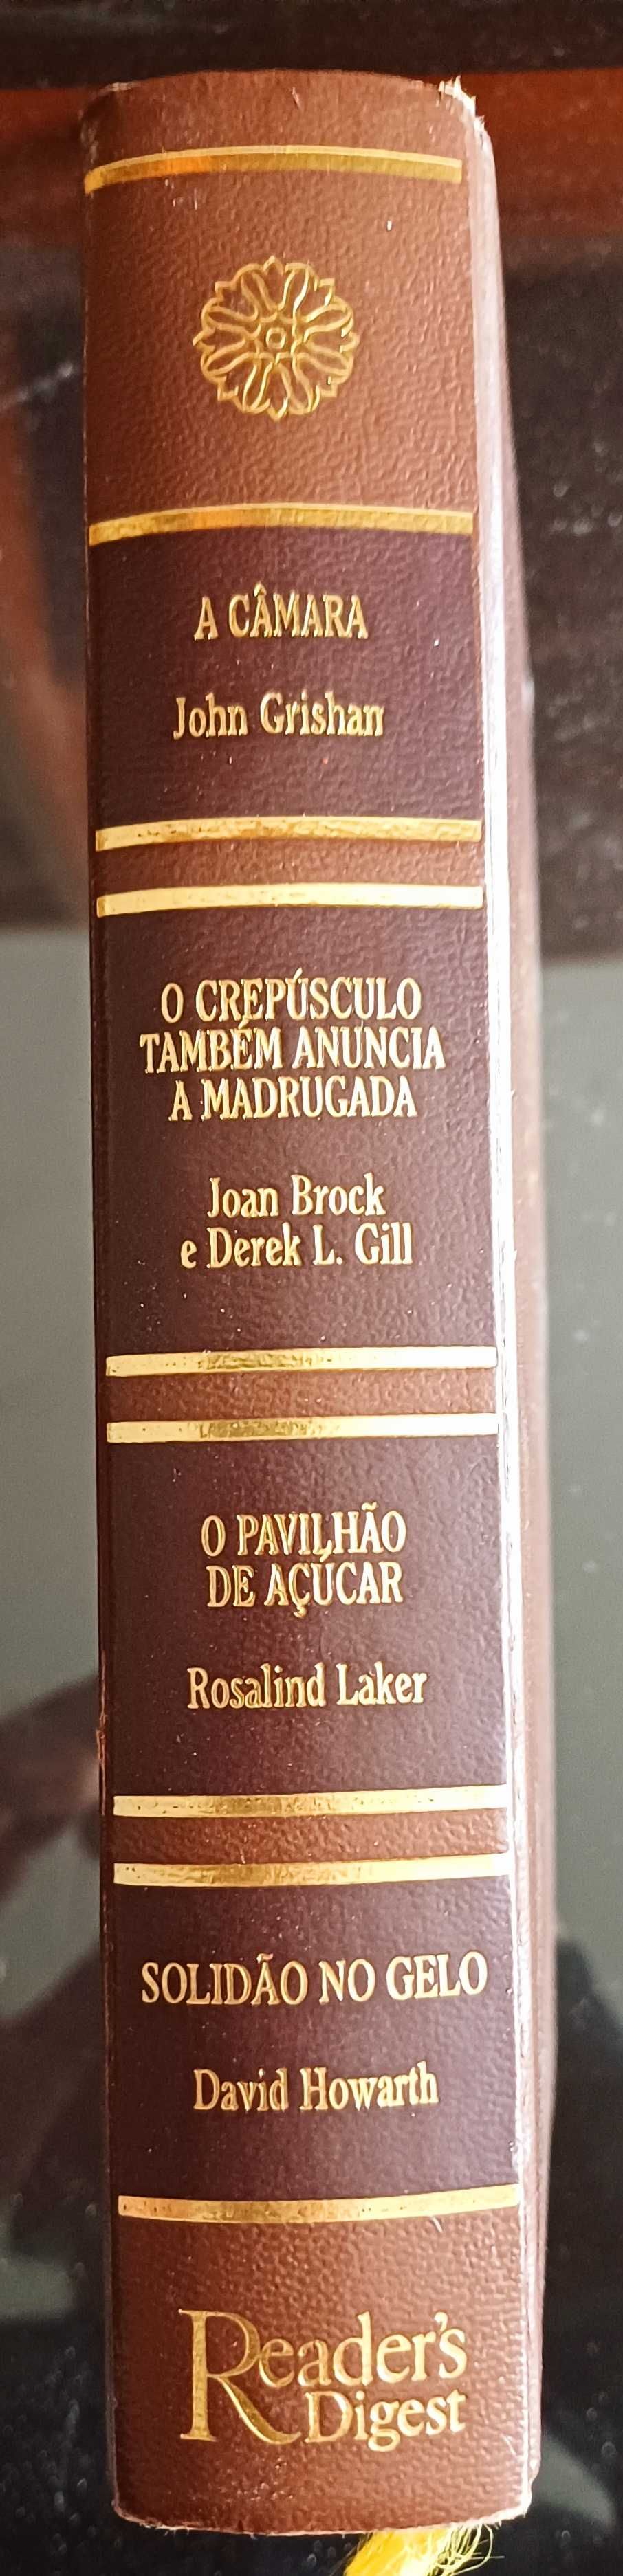 A CÂMARA
John Grisham
O CREPÚSCULO
TAMBÉM ANUNCIA
A MADRUGADA
Joan Brock
e Derek L. Gill
O PAVILHÃO
DE AÇÚCAR
Rosalind Laker
SOLIDÃO NO GELO
David Howarth
Reader's
Digest